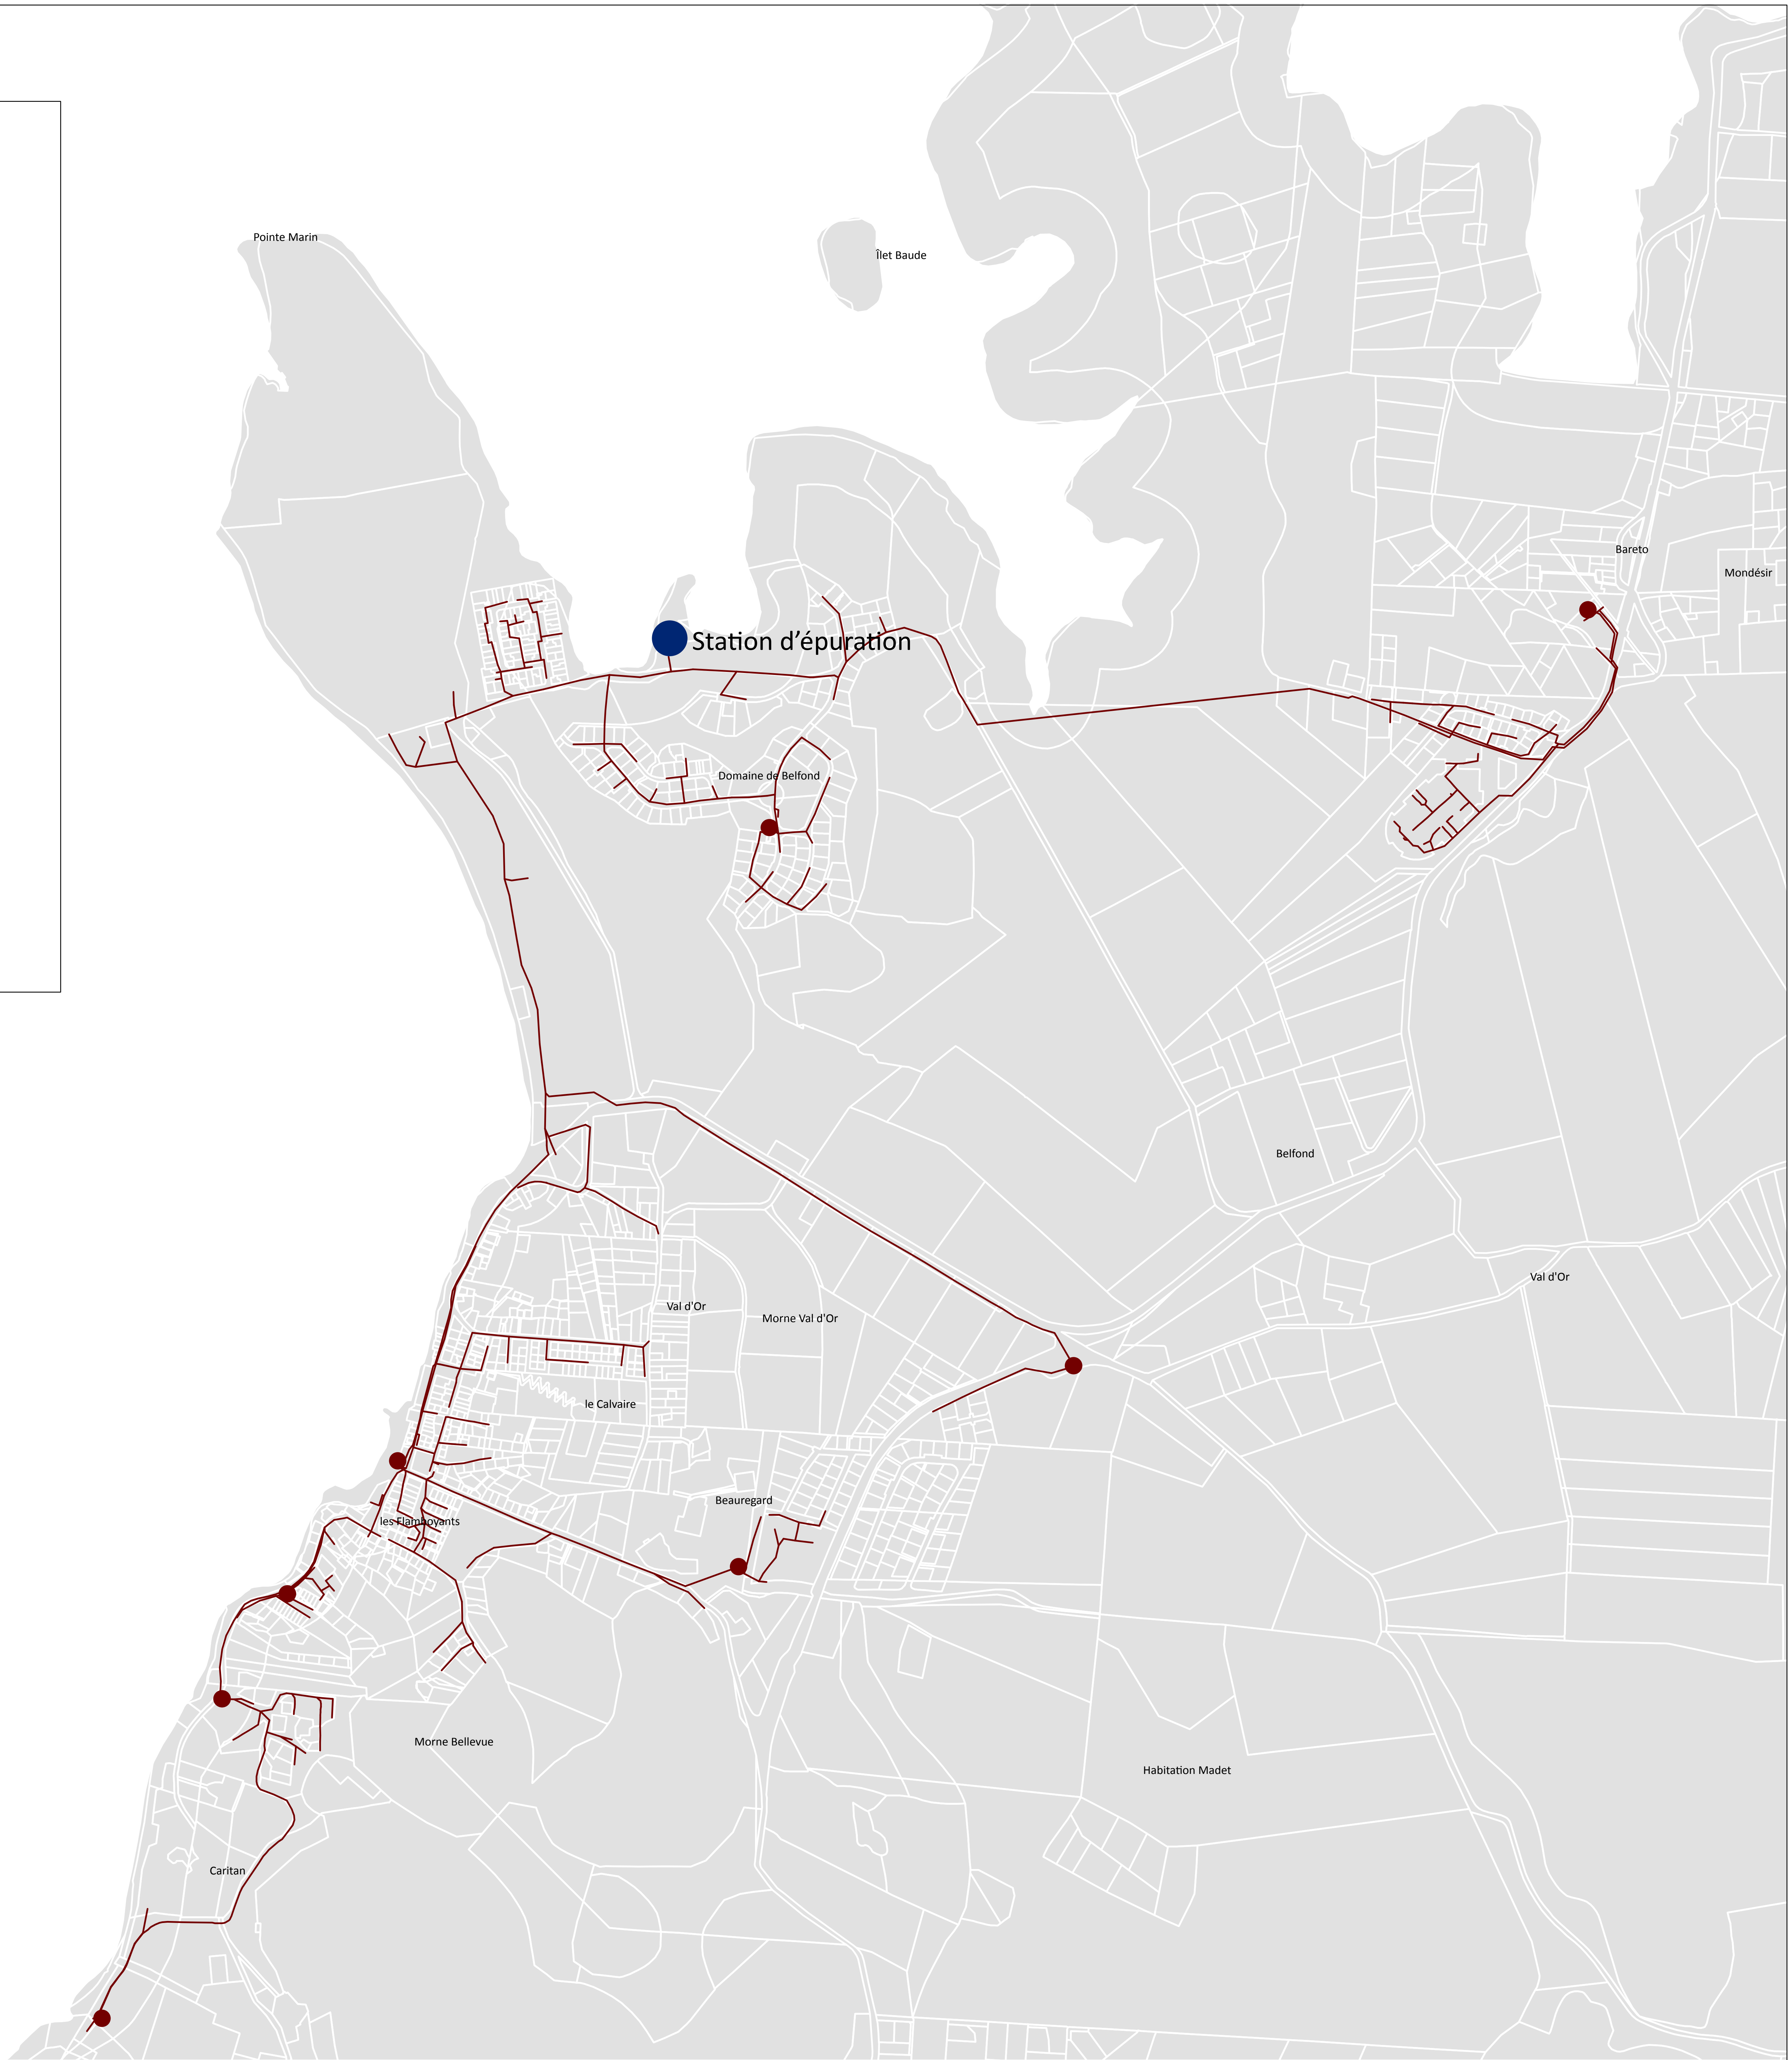 Pointe Marin
Îlet Baude
Bareto
Mondésir
Station d'épuration
Domaine de Belfond
Belfond
Val d'Or
Val d'Or
Morne Val d'Or
le Calvaire
Beauregard
les Flamboyants
Morne Bellevue
Habitation Madet
Caritan